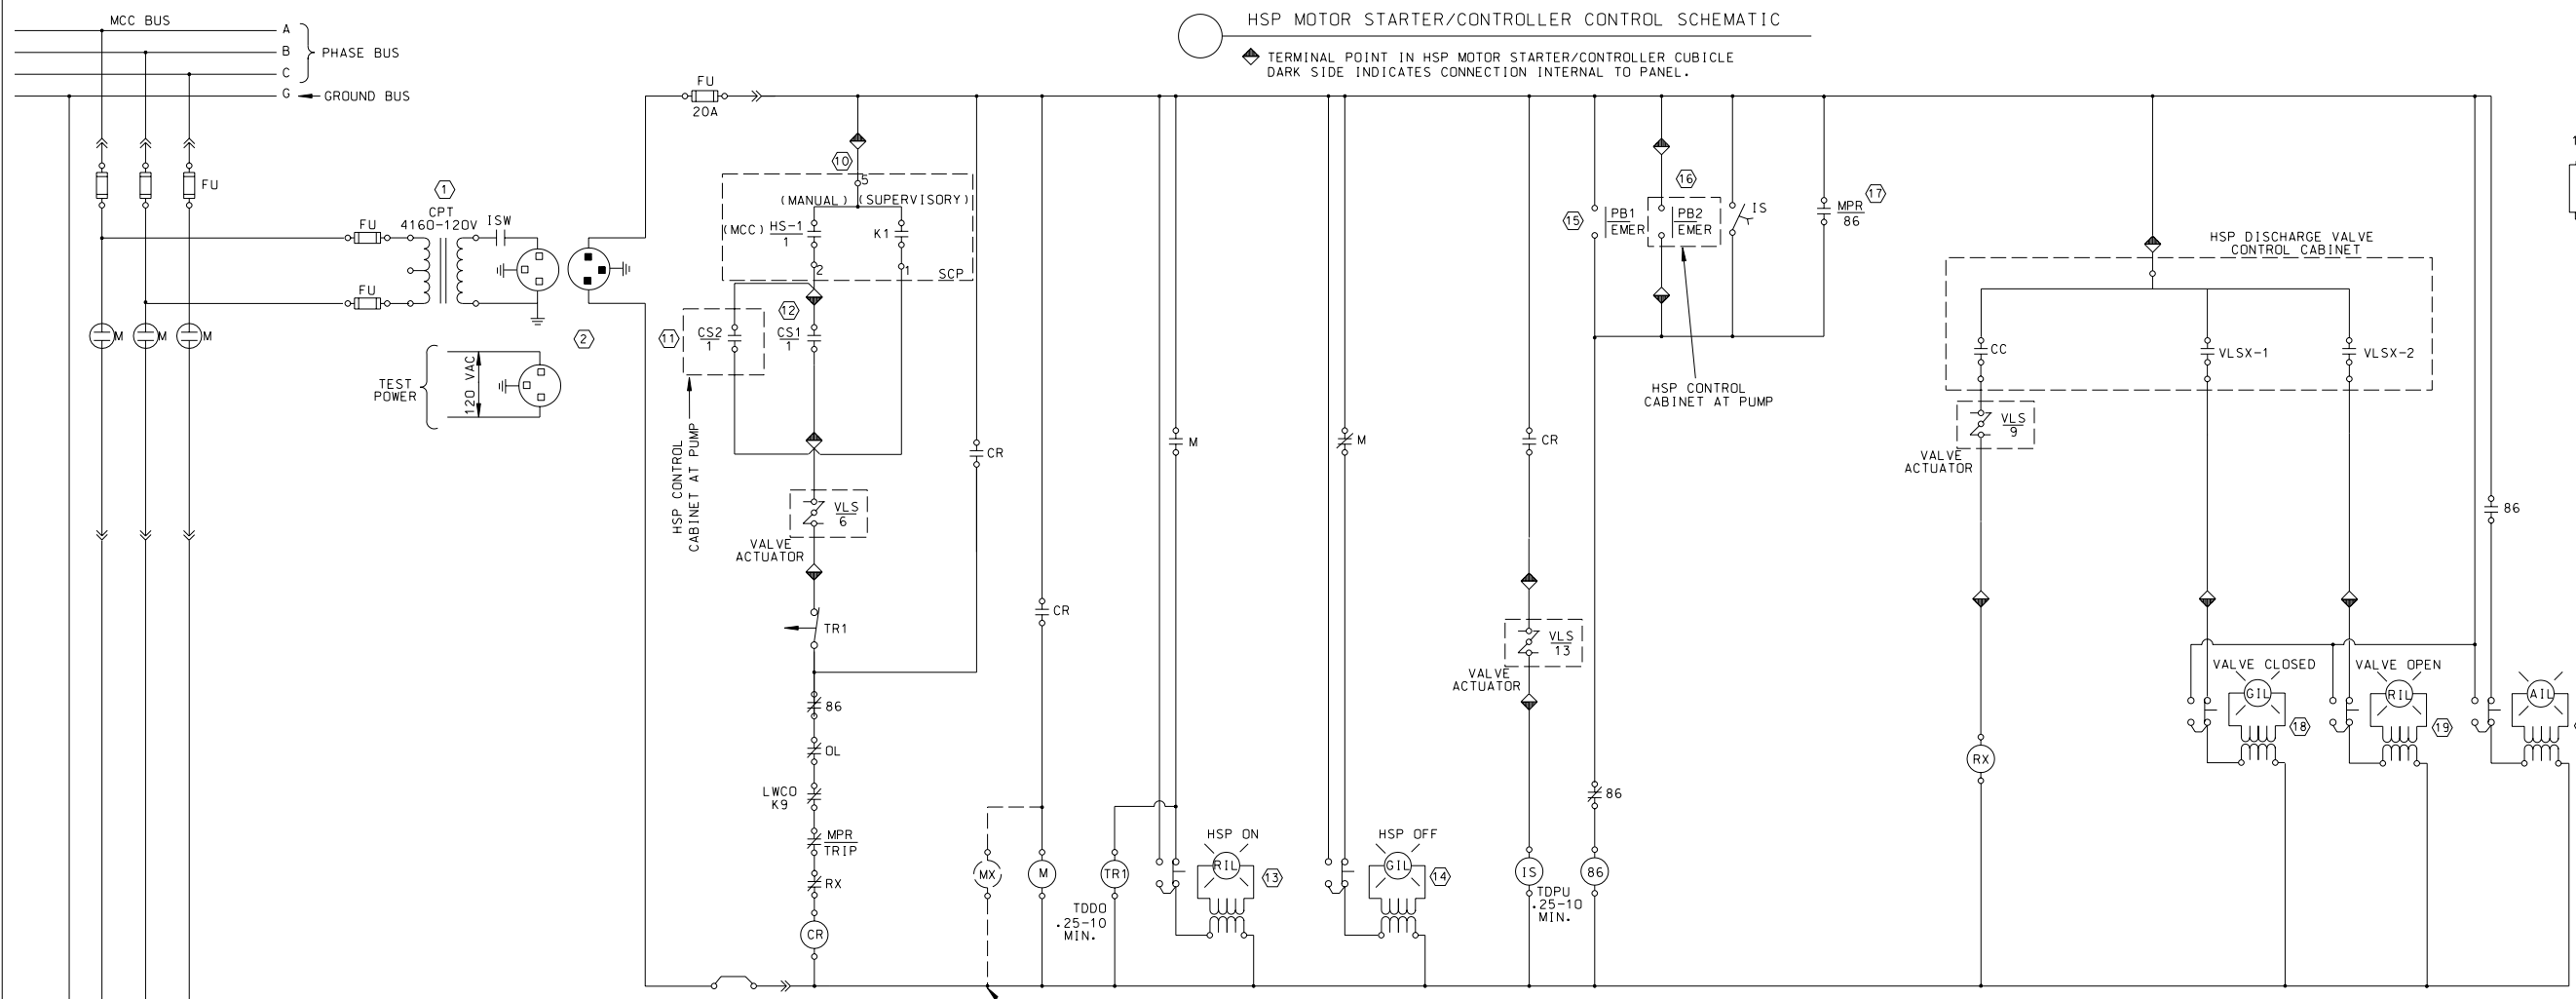 HSP MOTOR STARTER/CONTROLLER CONTROL SCHEMATIC
TERMINAL POINT IN HSP MOTOR STARTER/CONTROLLER CUBICLE
DARK SIDE INDICATES CONNECTION INTERNAL TO PANEL.
MCC BUS
A
B
C
G
PHASE BUS
GROUND BUS
FU
M
M
M
FU
FU
1
CPT
4160-120V
ISW
2
TEST
POWER
120 VAC
FU
20A
10
5
(MANUAL)
(SUPERVISORY)
(MCC)
HS-1
1
K1
2
1
SCP
11
12
CS2
1
CS1
1
HSP CONTROL
CABINET AT PUMP
VLS
6
VALVE
ACTUATOR
TR1
86
OL
LWCO
K9
MPR
TRIP
RX
CR
CR
CR
MX
M
TR1
TDDO
.25-10
MIN.
M
HSP ON
RIL
13
M
HSP OFF
GIL
14
CR
VLS
13
VALVE
ACTUATOR
IS
TDPU
.25-10
MIN.
15
PB1
EMER
16
PB2
EMER
IS
MPR
86
17
HSP CONTROL
CABINET AT PUMP
86
86
HSP DISCHARGE VALVE
CONTROL CABINET
CC
VLSX-1
VLSX-2
VLS
9
VALVE
ACTUATOR
RX
VALVE CLOSED
GIL
18
VALVE OPEN
RIL
19
86
AIL